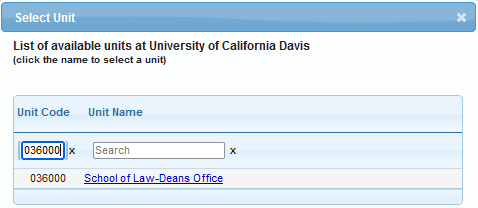 Select Unit
List of available units at University of California Davis
(click the name to select a unit)
Unit Code Unit Name
036000 x Search x
036000 School of Law-Deans Office